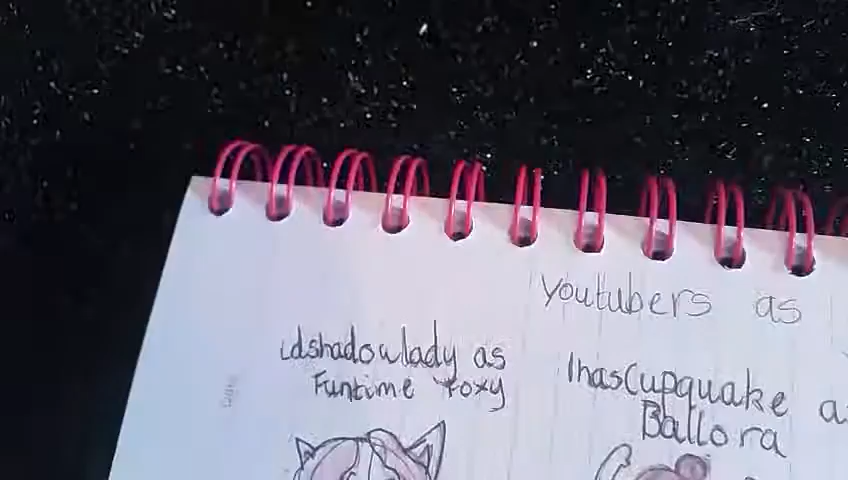 youtubers as
ldshadowlady as
Funtime Foxy
IhasCupquake a
Ballora